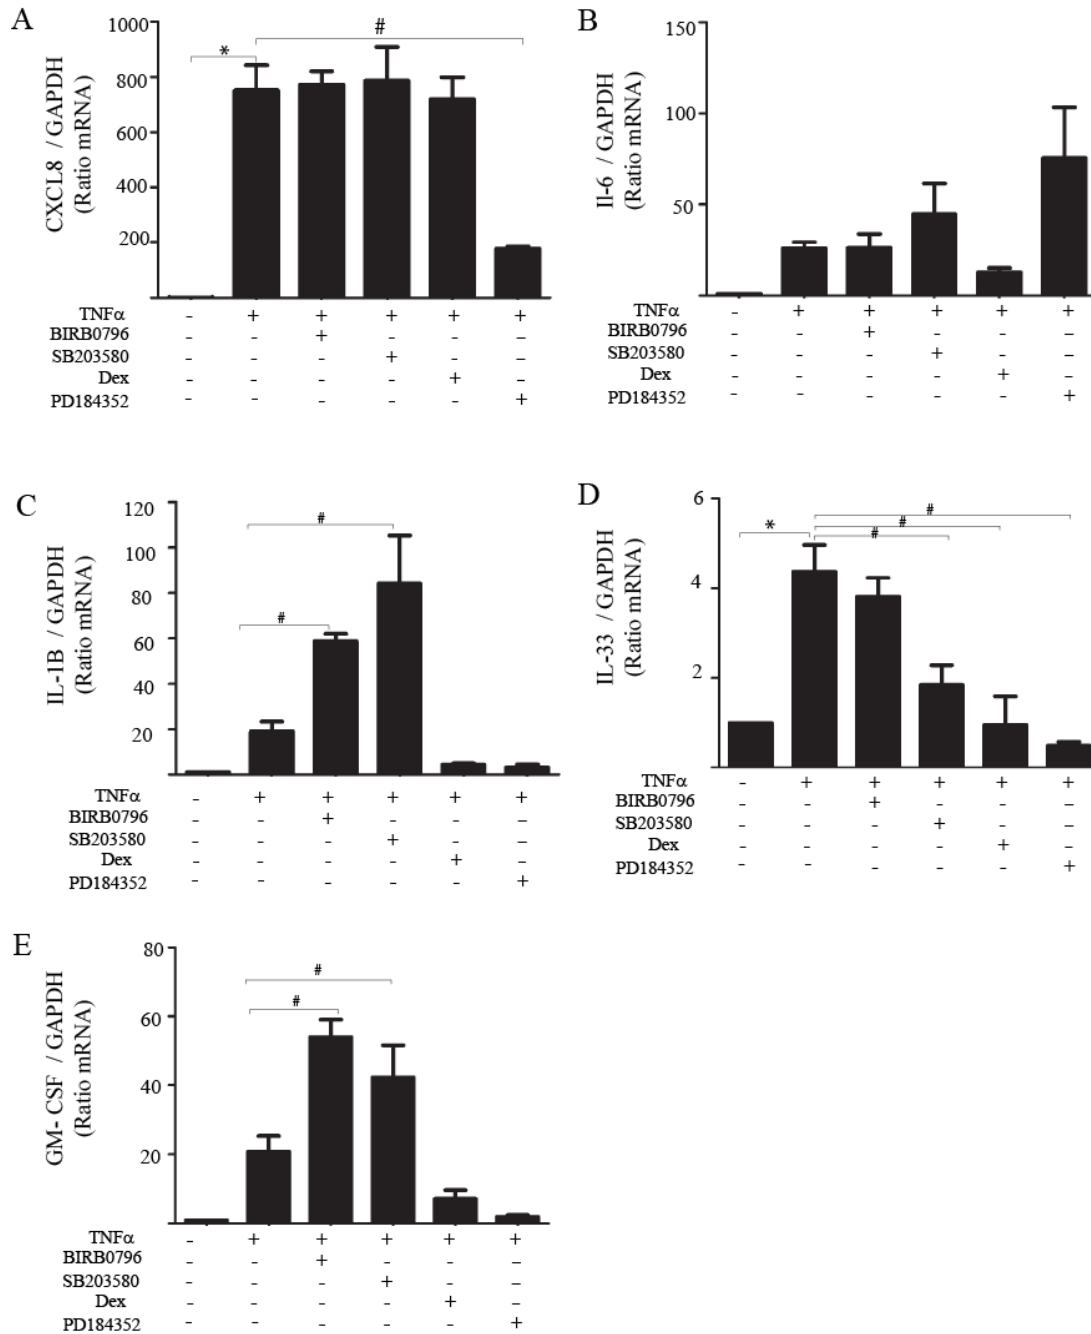 A
CXCL8 / GAPDH
(Ratio mRNA)
1000
800
600
400
200
*
#
TNFα - + + + + +
BIRB0796 - - + - - -
SB203580 - - - + - -
Dex - - - - + -
PD184352 - - - - - +
B
Il-6 / GAPDH
(Ratio mRNA)
150
100
50
TNFα - + + + + +
BIRB0796 - - + - - -
SB203580 - - - + - -
Dex - - - - + -
PD184352 - - - - - +
C
IL-1B / GAPDH
(Ratio mRNA)
120
100
80
60
40
20
#
#
TNFα - + + + + +
BIRB0796 - - + - - -
SB203580 - - - + - -
Dex - - - - + -
PD184352 - - - - - +
D
IL-33 / GAPDH
(Ratio mRNA)
6
4
2
*
#
#
#
TNFα - + + + + +
BIRB0796 - - + - - -
SB203580 - - - + - -
Dex - - - - + -
PD184352 - - - - - +
E
GM- CSF / GAPDH
(Ratio mRNA)
80
60
40
20
#
#
TNFα - + + + + +
BIRB0796 - - + - - -
SB203580 - - - + - -
Dex - - - - + -
PD184352 - - - - - +